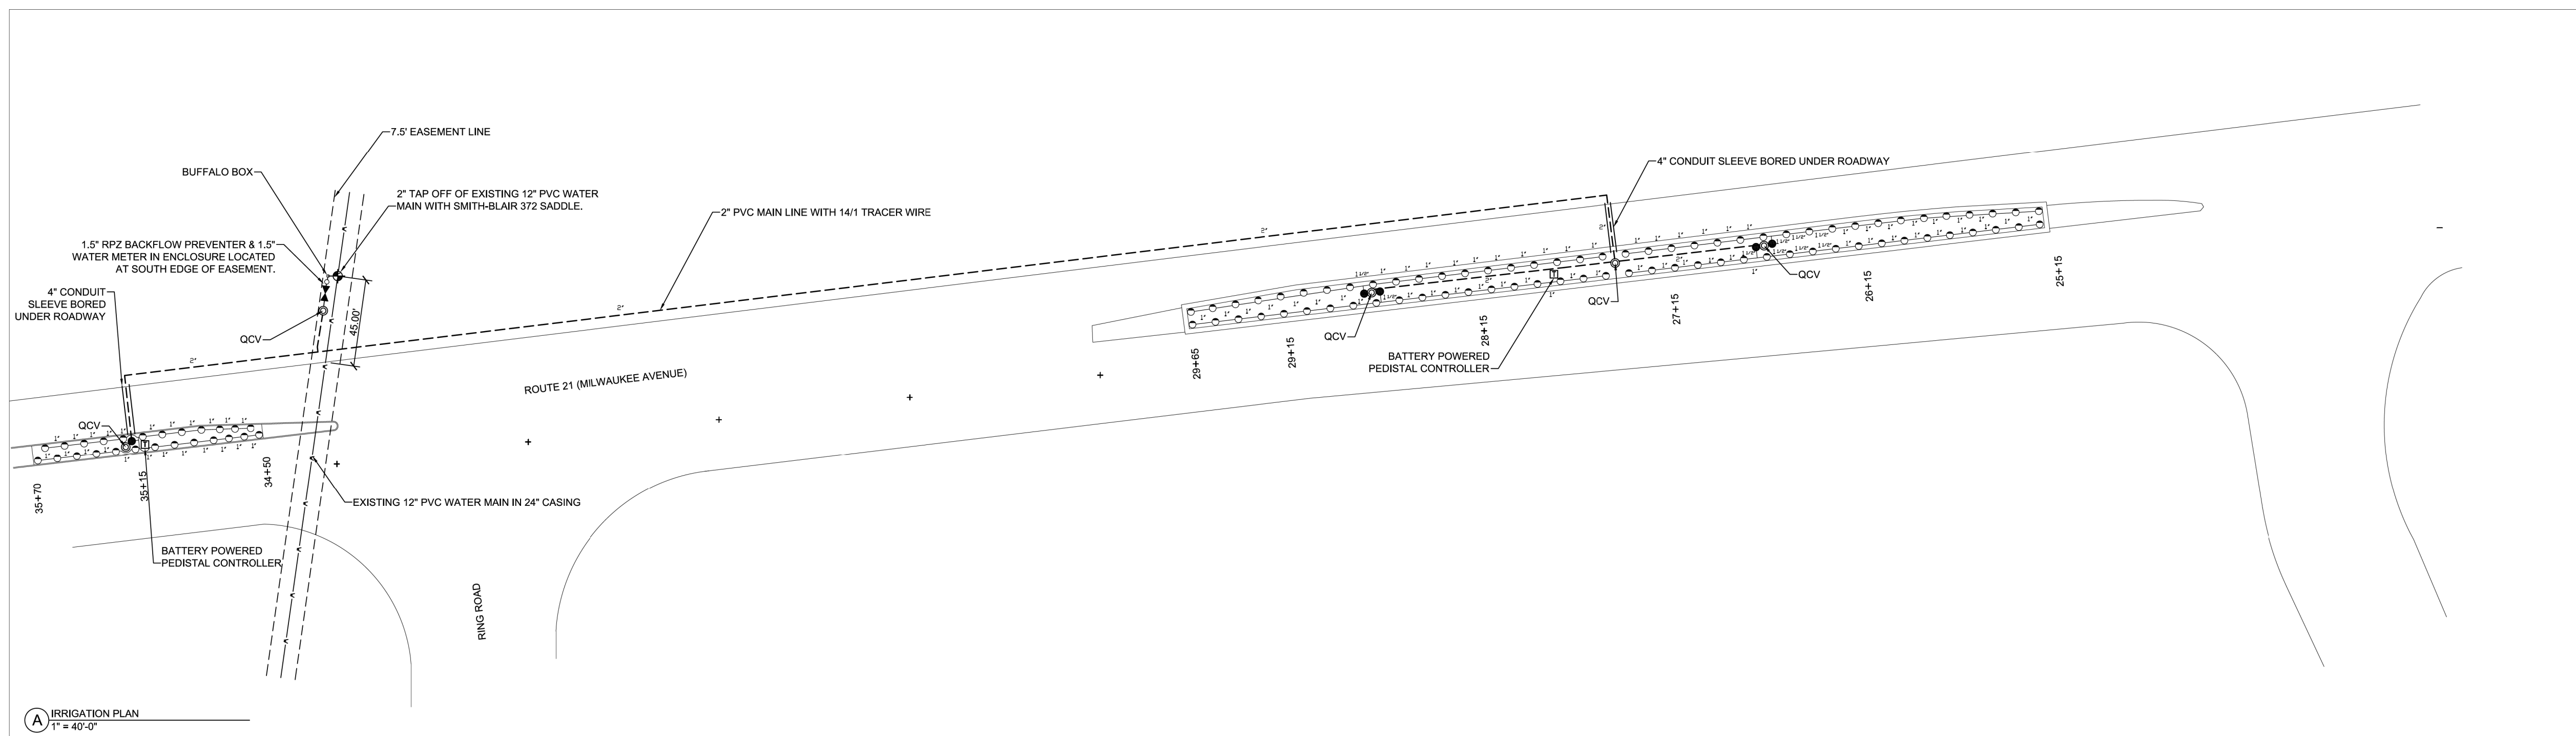 7.5' EASEMENT LINE
BUFFALO BOX
2" TAP OFF OF EXISTING 12" PVC WATER
MAIN WITH SMITH-BLAIR 372 SADDLE.
4" CONDUIT SLEEVE BORED UNDER ROADWAY
2" PVC MAIN LINE WITH 14/1 TRACER WIRE
1.5" RPZ BACKFLOW PREVENTER & 1.5"
WATER METER IN ENCLOSURE LOCATED
AT SOUTH EDGE OF EASEMENT.
4" CONDUIT
SLEEVE BORED
UNDER ROADWAY
QCV
45.00'
2"
2"
2"
2"
2"
2"
QCV
QCV
QCV
BATTERY POWERED
PEDISTAL CONTROLLER
29+65
29+15
28+15
27+15
26+15
25+15
ROUTE 21 (MILWAUKEE AVENUE)
QCV
35+70
35+15
34+50
EXISTING 12" PVC WATER MAIN IN 24" CASING
BATTERY POWERED
PEDISTAL CONTROLLER
RING ROAD
A
IRRIGATION PLAN
1" = 40'-0"